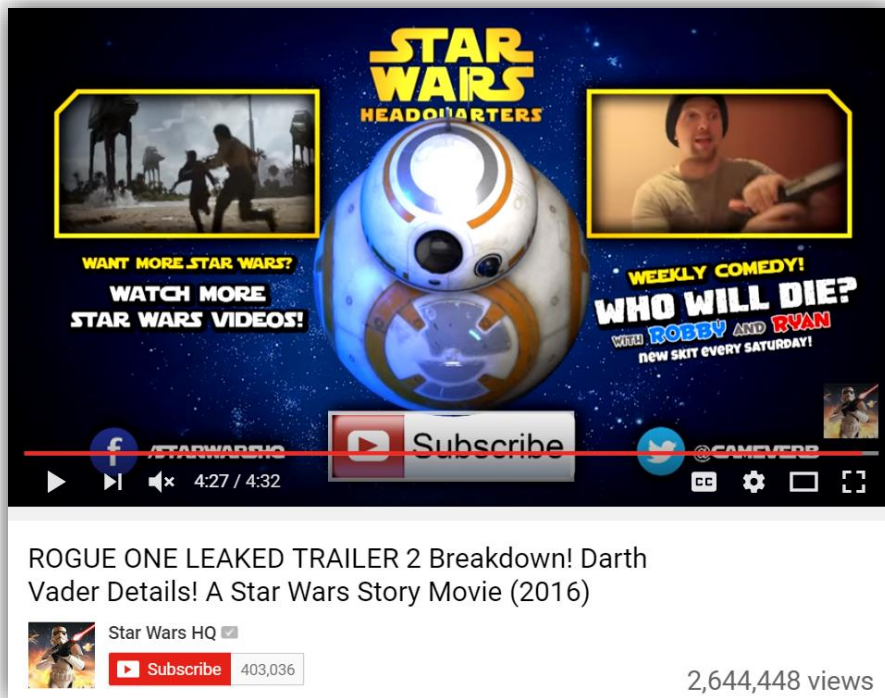 STAR
WARS
HEADQUARTERS
WANT MORE STAR WARS?
WATCH MORE
STAR WARS VIDEOS!
WEEKLY COMEDY!
WHO WILL DIE?
WITH ROBBY AND RYAN
NEW SKIT EVERY SATURDAY!
f /STARWARSHQ
Subscribe
@GAMEVERB
4:27 / 4:32
CC
ROGUE ONE LEAKED TRAILER 2 Breakdown! Darth
Vader Details! A Star Wars Story Movie (2016)
Star Wars HQ
Subscribe 403,036
2,644,448 views